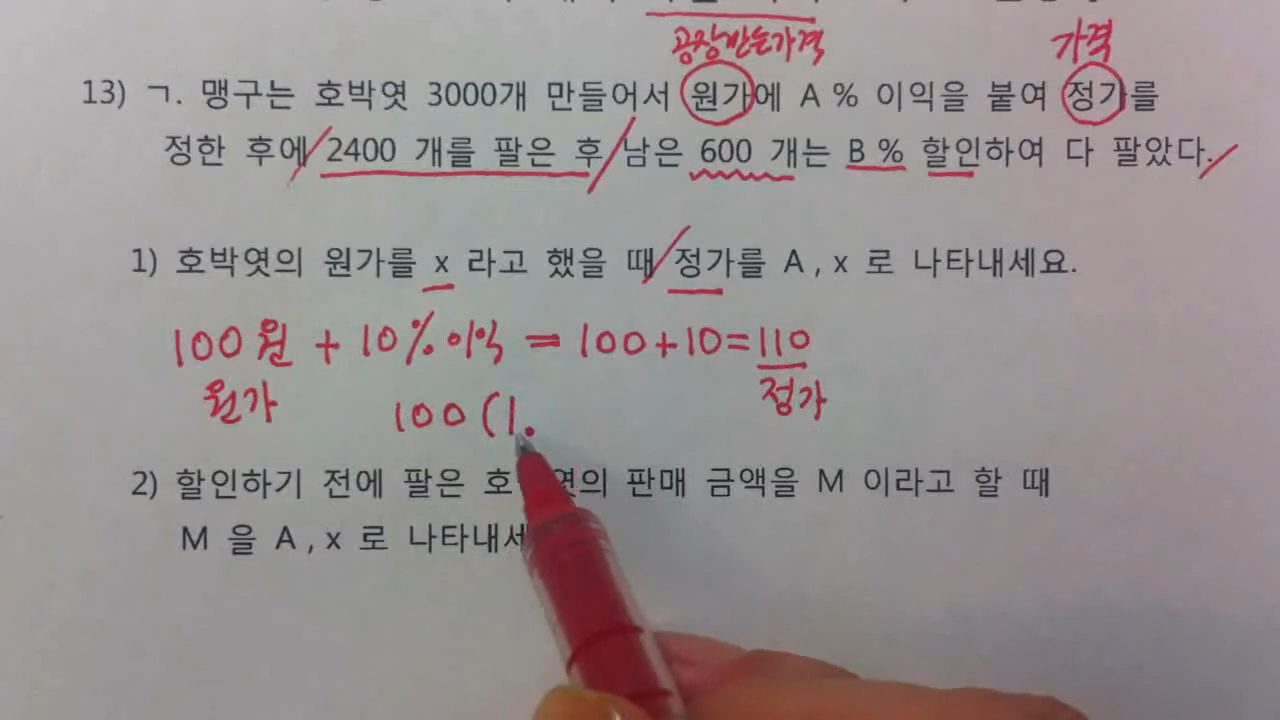 공장받는가격 가격
13) ㄱ. 맹구는 호박엿 3000개 만들어서 원가에 A % 이익을 붙여 정가를
정한 후에 2400 개를 팔은 후 남은 600 개는 B % 할인하여 다 팔았다.
1) 호박엿의 원가를 x 라고 했을 때 정가를 A , x 로 나타내세요.
100원 + 10% 이익 = 100+10=110
원가 정가
100 (1.
2) 할인하기 전에 팔은 호박엿의 판매 금액을 M 이라고 할 때
M 을 A , x 로 나타내세